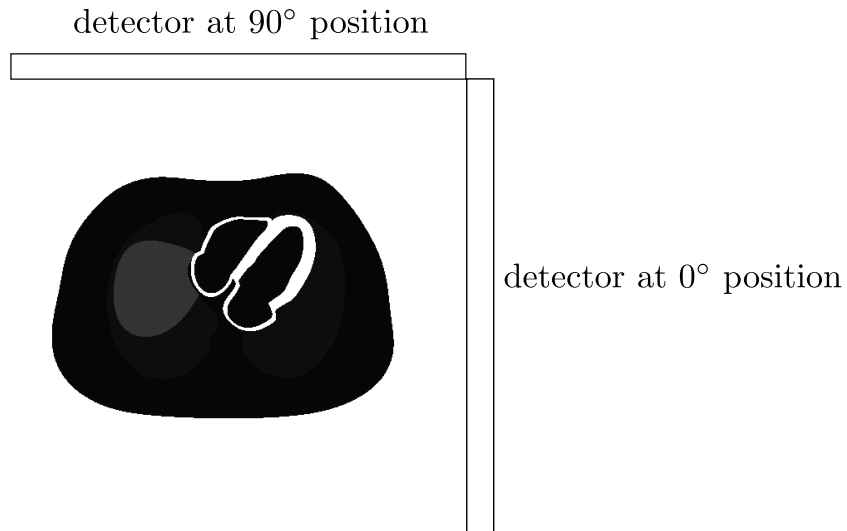 detector at 90° position
detector at 0° position